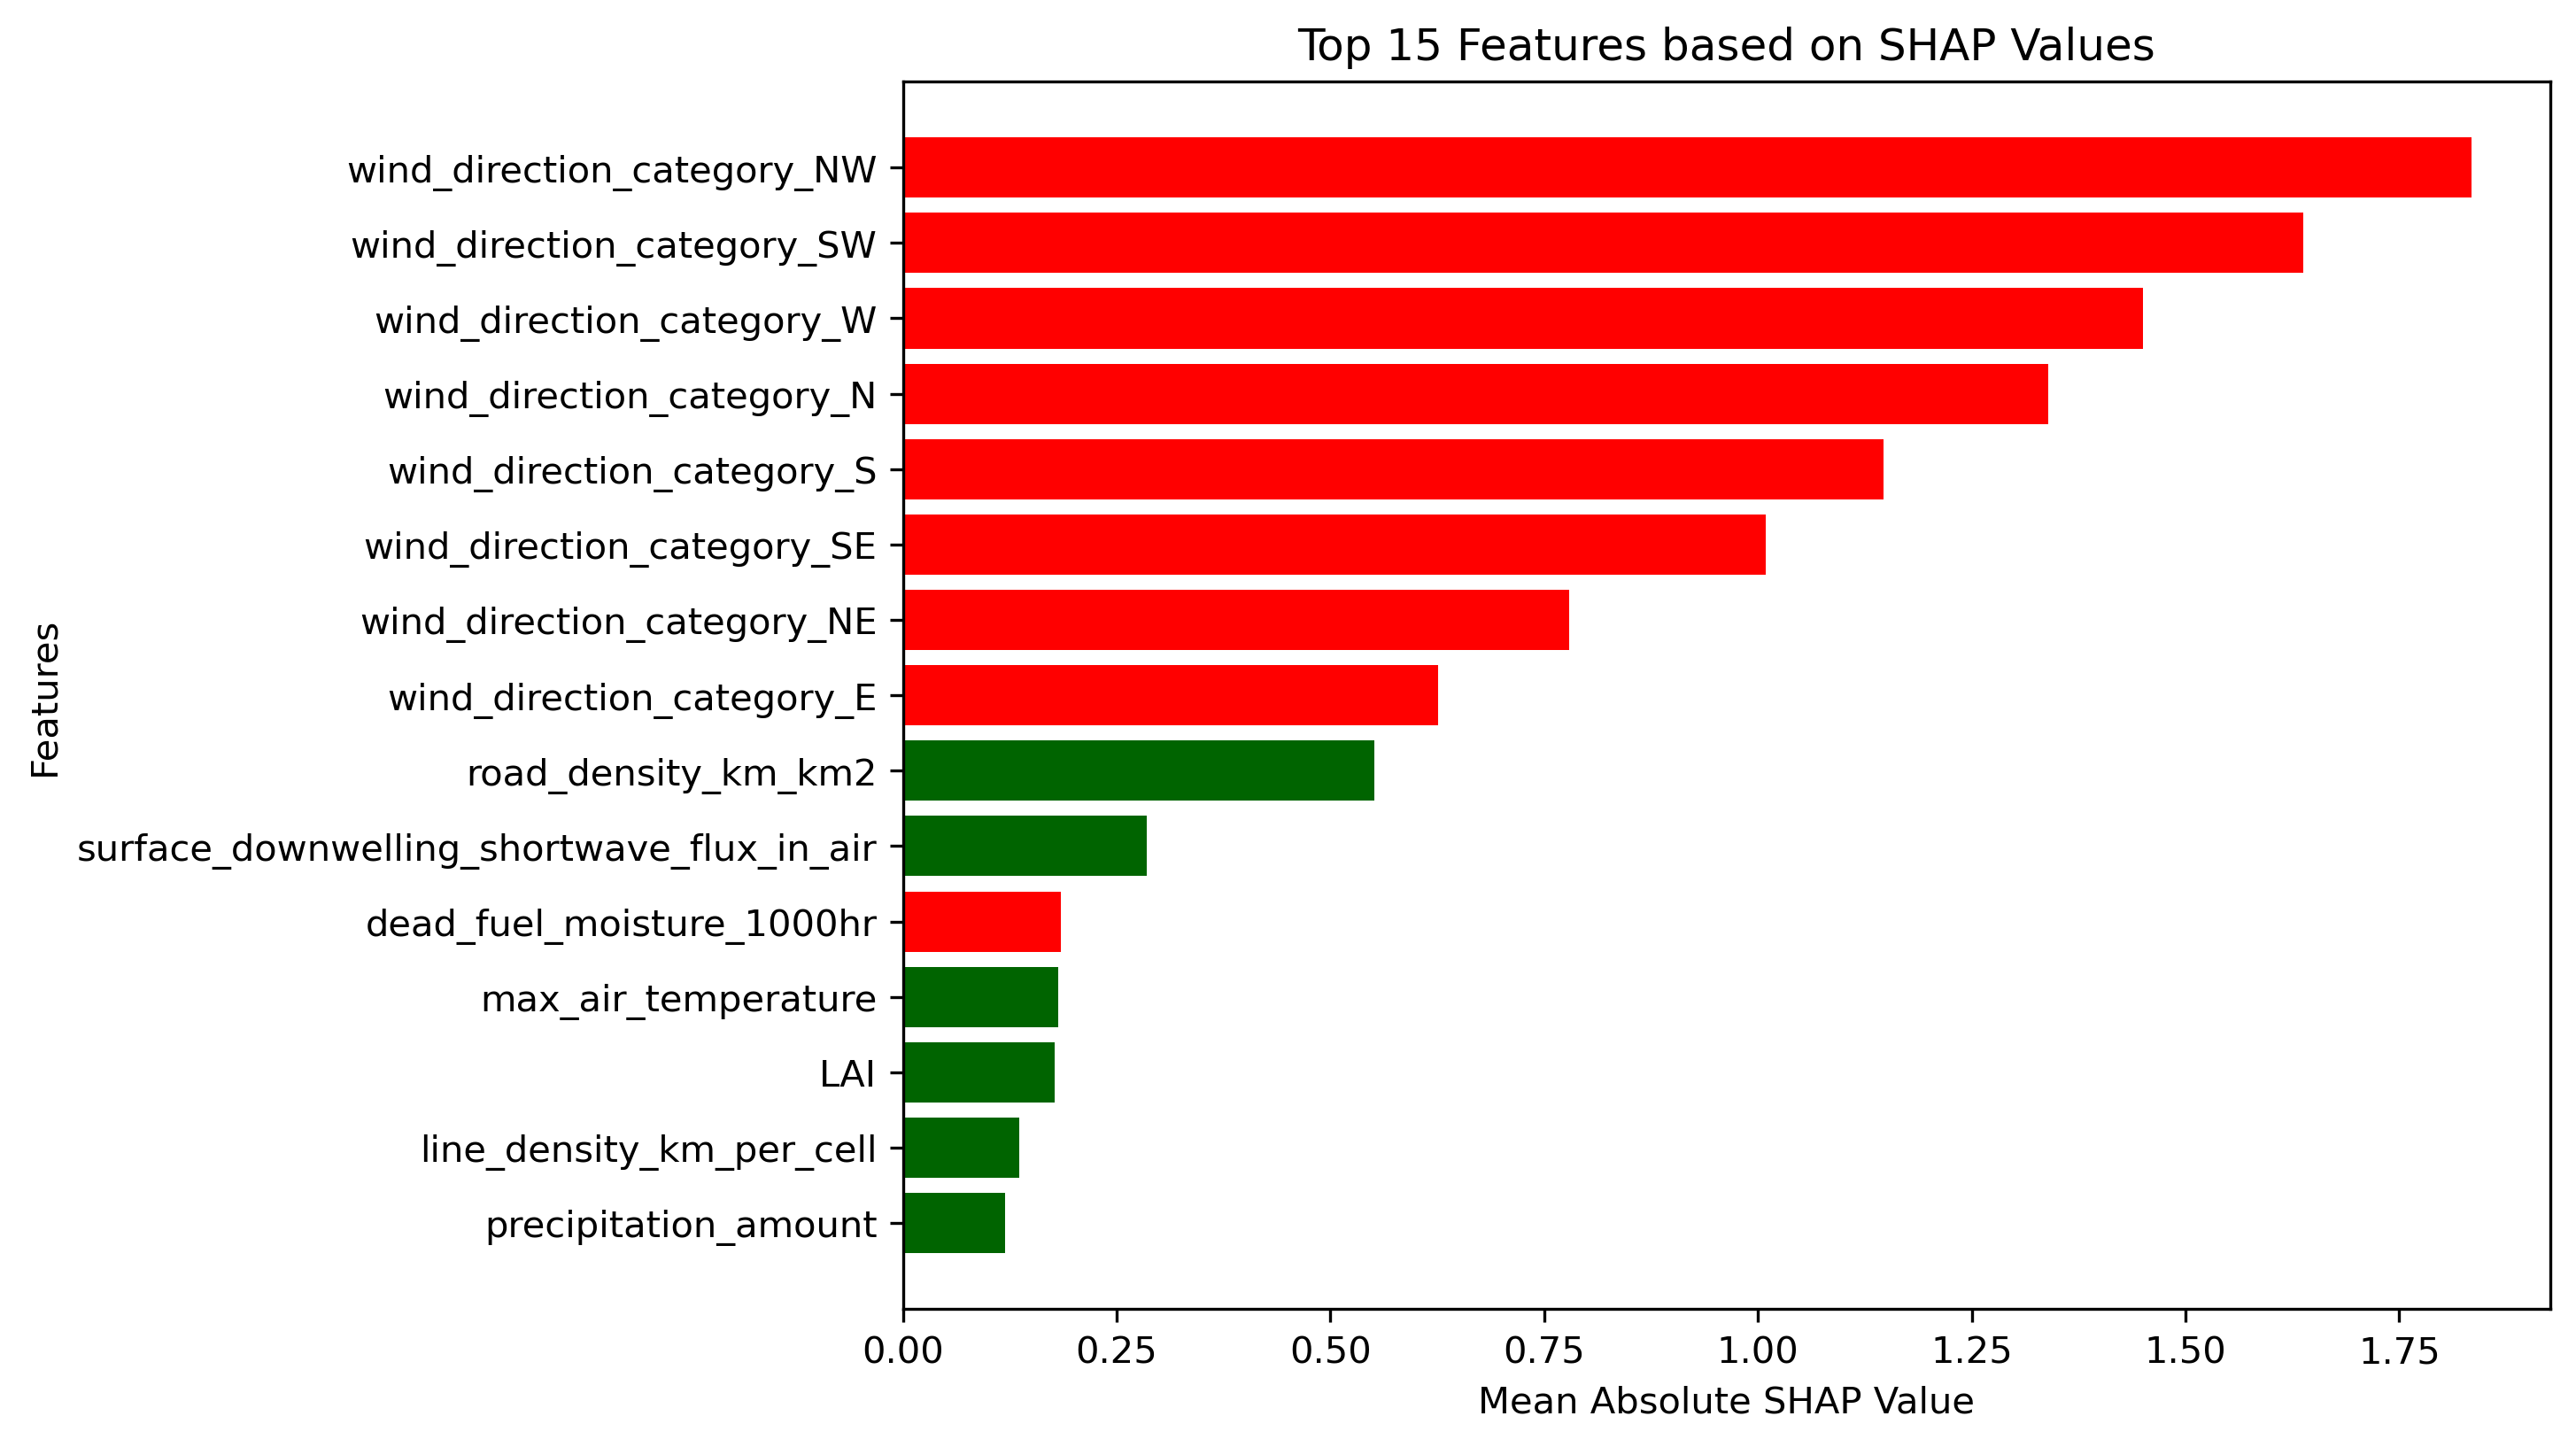 Top 15 Features based on SHAP Values
wind_direction_category_NW
wind_direction_category_SW
wind_direction_category_W
wind_direction_category_N
wind_direction_category_S
wind_direction_category_SE
wind_direction_category_NE
wind_direction_category_E
road_density_km_km2
surface_downwelling_shortwave_flux_in_air
dead_fuel_moisture_1000hr
max_air_temperature
LAI
line_density_km_per_cell
precipitation_amount
Features
0.00 0.25 0.50 0.75 1.00 1.25 1.50 1.75
Mean Absolute SHAP Value